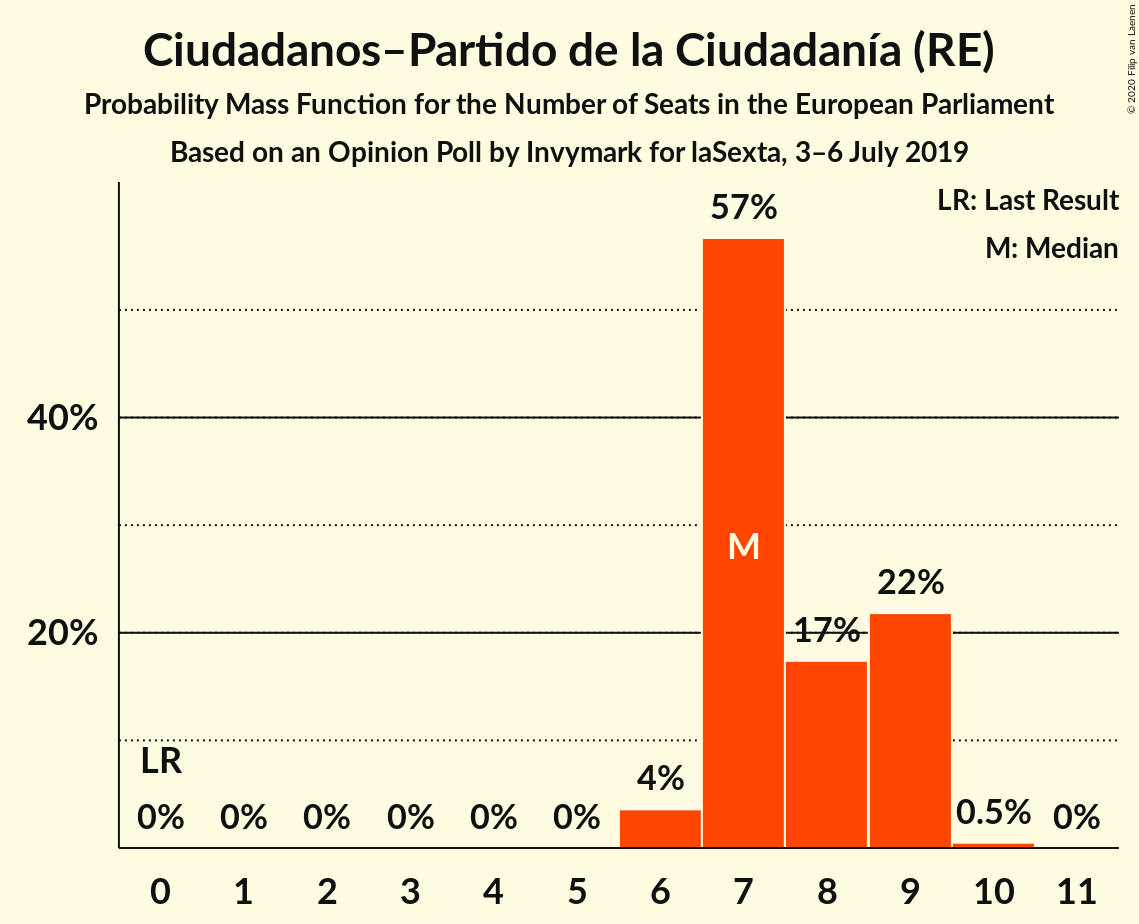 Ciudadanos–Partido de la Ciudadanía (RE)
Probability Mass Function for the Number of Seats in the European Parliament
Based on an Opinion Poll by Invymark for laSexta, 3–6 July 2019
© 2020 Filip van Laenen
LR: Last Result
M: Median
57%
40%
M
22%
20%
17%
LR
4%
0% 0% 0% 0% 0% 0% 0.5% 0%
0 1 2 3 4 5 6 7 8 9 10 11